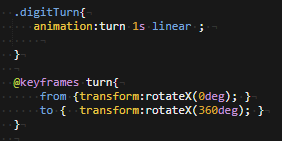 .digitTurn{
animation:turn 1s linear ;
}
@keyframes turn{
from {transform:rotateX(0deg); }
to { transform:rotateX(360deg); }
}